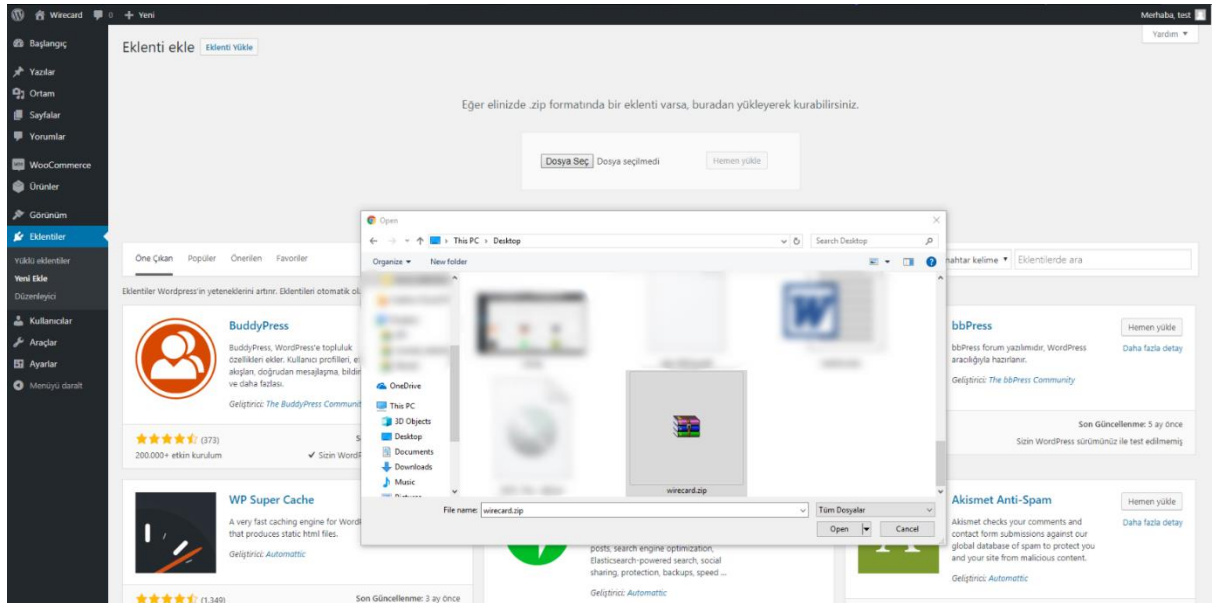 Wirecard 0 + Yeni Merhaba, test
Yardım ▼
Başlangıç
Yazılar
Ortam
Sayfalar
Yorumlar
WooCommerce
Ürünler
Görünüm
Eklentiler
Yüklü eklentiler
Yeni Ekle
Düzenleyici
Kullanıcılar
Araçlar
Ayarlar
Menüyü daralt
Eklenti ekle Eklenti Yükle
Eğer elinizde .zip formatında bir eklenti varsa, buradan yükleyerek kurabilirsiniz.
Dosya Seç Dosya seçilmedi Hemen yükle
Öne Çıkan Popüler Önerilen Favoriler
nahtar kelime ▼ Eklentilerde ara
Eklentiler Wordpress'in yeteneklerini artırır. Eklentileri otomatik ol
Open
This PC › Desktop
Search Desktop
Organize ▼ New folder
OneDrive
This PC
3D Objects
Desktop
Documents
Downloads
Music
wirecard.zip
File name: wirecard.zip
Tüm Dosyalar
Open Cancel
BuddyPress
BuddyPress, WordPress'e topluluk
özellikleri ekler. Kullanıcı profilleri, e
akışları, doğrudan mesajlaşma, bildir
ve daha fazlası.
Geliştirici: The BuddyPress Communit
(373)
200.000+ etkin kurulum
✔ Sizin WordP
bbPress
Hemen yükle
bbPress forum yazılımıdır, WordPress
aracılığıyla hazırlanır.
Daha fazla detay
Geliştirici: The bbPress Community
Son Güncellenme: 5 ay önce
Sizin WordPress sürümünüz ile test edilmemiş
WP Super Cache
A very fast caching engine for Word
that produces static html files.
Geliştirici: Automattic
(1.349)
Son Güncellenme: 3 ay önce
posts, search engine optimization,
Elasticsearch-powered search, social
sharing, protection, backups, speed ...
Geliştirici: Automattic
Akismet Anti-Spam
Hemen yükle
Akismet checks your comments and
contact form submissions against our
global database of spam to protect you
and your site from malicious content.
Daha fazla detay
Geliştirici: Automattic